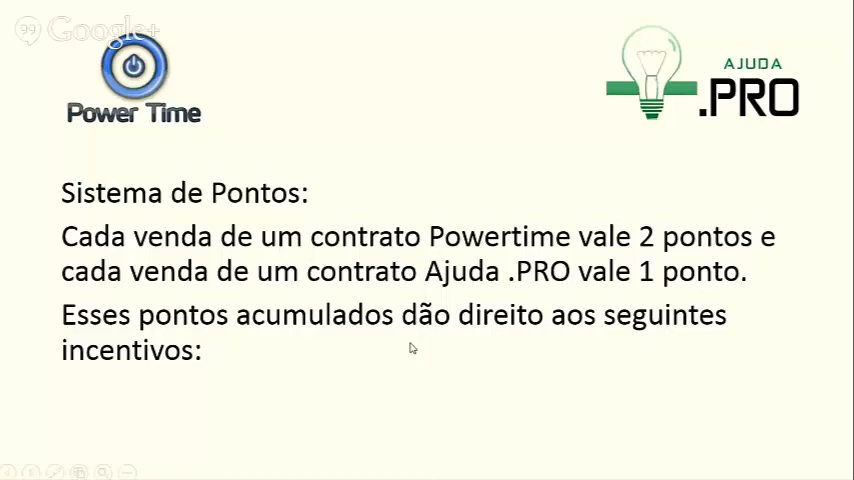 Google+
Power Time
AJUDA
.PRO
Sistema de Pontos:
Cada venda de um contrato Powertime vale 2 pontos e
cada venda de um contrato Ajuda .PRO vale 1 ponto.
Esses pontos acumulados dão direito aos seguintes
incentivos: